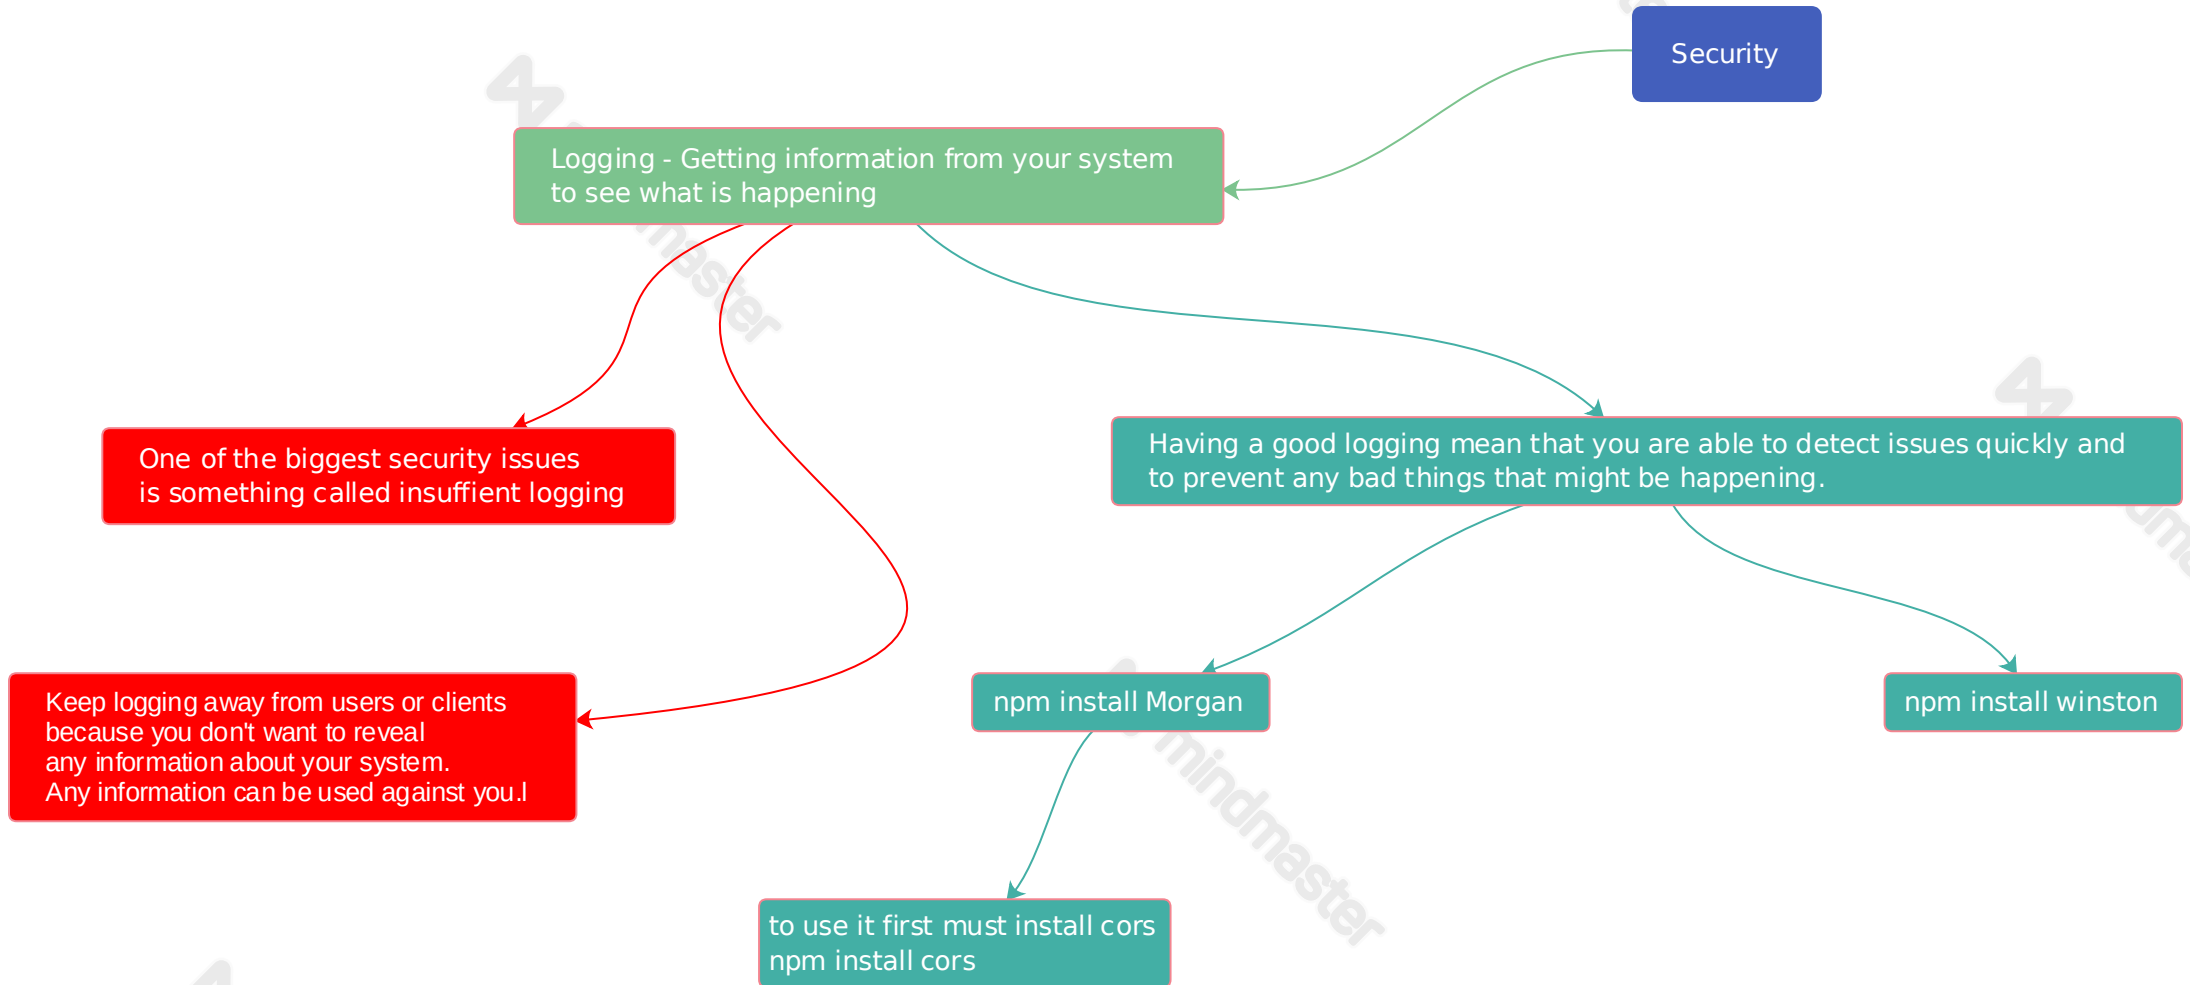 Security
Logging - Getting information from your system
to see what is happening
One of the biggest security issues
is something called insuffient logging
Having a good logging mean that you are able to detect issues quickly and
to prevent any bad things that might be happening.
Keep logging away from users or clients
because you don't want to reveal
any information about your system.
Any information can be used against you.l
npm install Morgan
npm install winston
to use it first must install cors
npm install cors
mindmaster